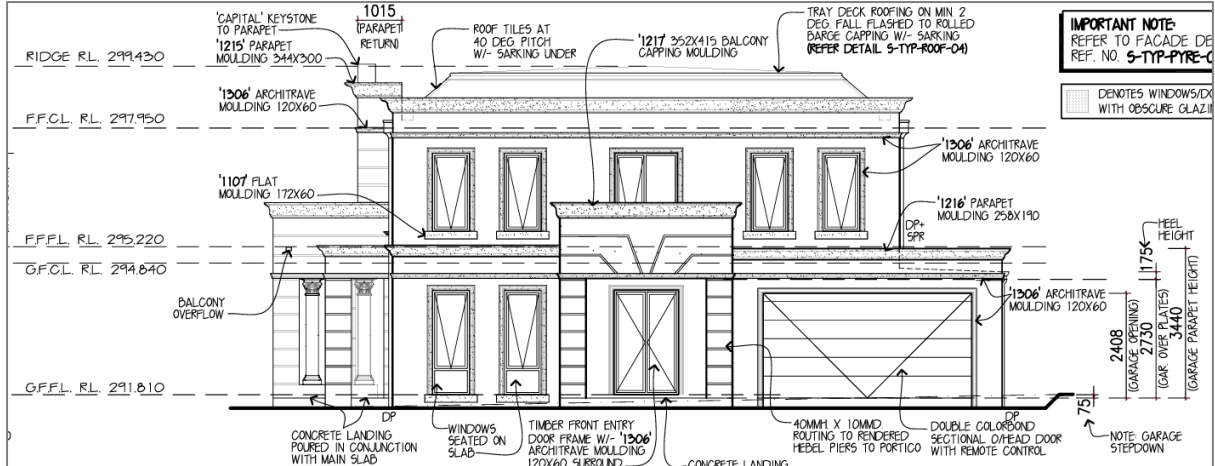 'CAPITAL' KEYSTONE
TO PARAPET
1015
(PARAPET
RETURN)
ROOF TILES AT
40 DEG. PITCH
W/- SARKING UNDER
'1217' 352X415 BALCONY
CAPPING MOULDING
TRAY DECK ROOFING ON MIN. 2
DEG. FALL FLASHED TO ROLLED
BARGE CAPPING W/- SARKING
(REFER DETAIL S-TYP-ROOF-04)
IMPORTANT NOTE:
REFER TO FACADE DE
REF. NO. S-TYP-PYRE-
DENOTES WINDOWS/DO
WITH OBSCURE GLAZI
RIDGE R.L. 299.430
'1215' PARAPET
MOULDING 344X300
'1306' ARCHITRAVE
MOULDING 120X60
F.F.C.L. R.L. 297.950
'1306' ARCHITRAVE
MOULDING 120X60
'1107' FLAT
MOULDING 172X60
'1216' PARAPET
MOULDING 258X190
DP+
SPR
HEEL
HEIGHT
175
F.F.F.L. R.L. 295.220
G.F.C.L. R.L. 294.840
BALCONY
OVERFLOW
'1306' ARCHITRAVE
MOULDING 120X60
2408
(GARAGE OPENING)
2730
(GAR OVER PLATES)
3440
(GARAGE PARAPET HEIGHT)
G.F.F.L. R.L. 291.810
75
DP
DP
CONCRETE LANDING
POURED IN CONJUNCTION
WITH MAIN SLAB
WINDOWS
SEATED ON
SLAB
TIMBER FRONT ENTRY
DOOR FRAME W/- '1306'
ARCHITRAVE MOULDING
120X60 SURROUND
CONCRETE LANDING
40MMH. X 10MMD.
ROUTING TO RENDERED
HEBEL PIERS TO PORTICO
DOUBLE COLORBOND
SECTIONAL O/HEAD DOOR
WITH REMOTE CONTROL
NOTE: GARAGE
STEPDOWN